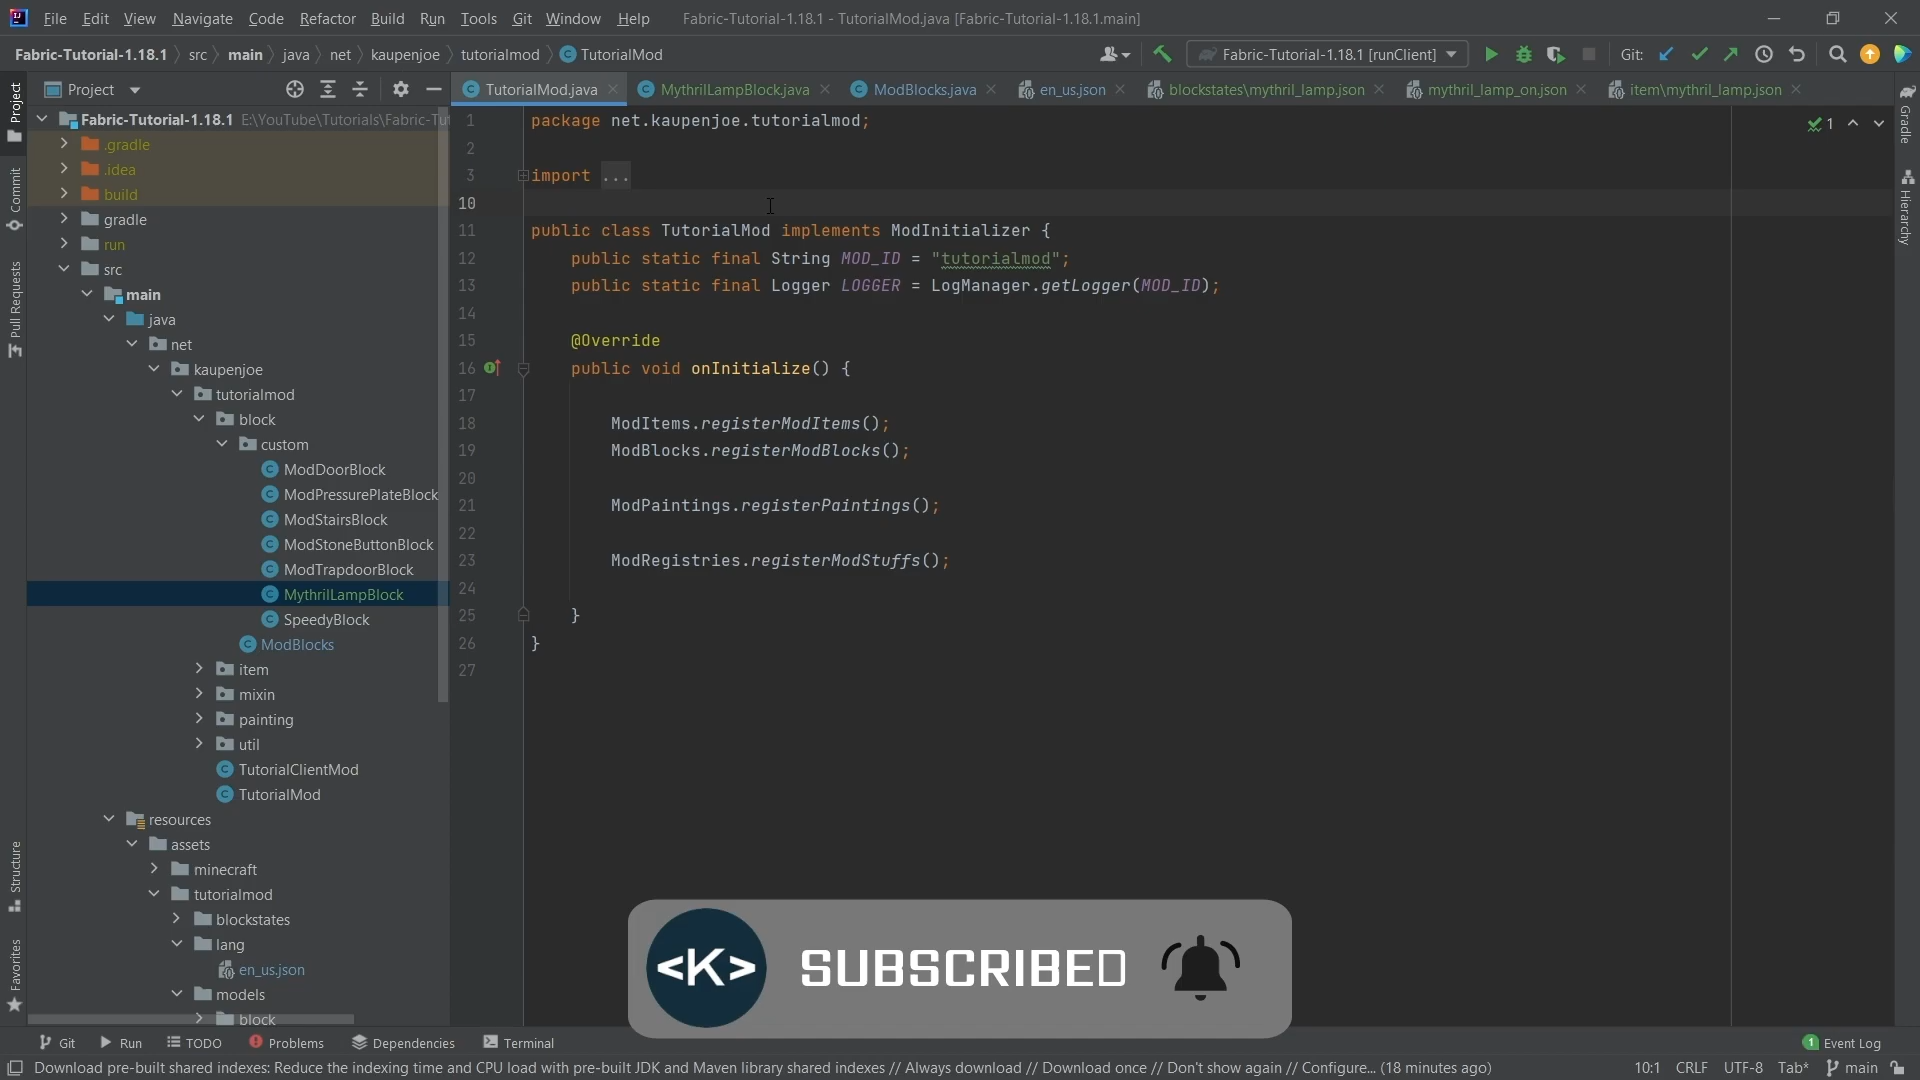 File Edit View Navigate Code Refactor Build Run Tools Git Window Help Fabric-Tutorial-1.18.1 - TutorialMod.java [Fabric-Tutorial-1.18.1.main]
Fabric-Tutorial-1.18.1 src main java net kaupenjoe tutorialmod TutorialMod Fabric-Tutorial-1.18.1 [runClient] Git:
Project TutorialMod.java MythrilLampBlock.java ModBlocks.java en_us.json blockstates\mythril_lamp.json mythril_lamp_on.json item\mythril_lamp.json
Project
Commit
Pull Requests
Structure
Favorites
Fabric-Tutorial-1.18.1 E:\YouTube\Tutorials\Fabric-Tu
.gradle
.idea
build
gradle
run
src
main
java
net
kaupenjoe
tutorialmod
block
custom
ModDoorBlock
ModPressurePlateBlock
ModStairsBlock
ModStoneButtonBlock
ModTrapdoorBlock
MythrilLampBlock
SpeedyBlock
ModBlocks
item
mixin
painting
util
TutorialClientMod
TutorialMod
resources
assets
minecraft
tutorialmod
blockstates
lang
en_us.json
models
block
1 package net.kaupenjoe.tutorialmod;
2
3 import ...
10
11 public class TutorialMod implements ModInitializer {
12 public static final String MOD_ID = "tutorialmod";
13 public static final Logger LOGGER = LogManager.getLogger(MOD_ID);
14
15 @Override
16 public void onInitialize() {
17
18 ModItems.registerModItems();
19 ModBlocks.registerModBlocks();
20
21 ModPaintings.registerPaintings();
22
23 ModRegistries.registerModStuffs();
24
25 }
26 }
27
1
Gradle
Hierarchy
<K> SUBSCRIBED
Git Run TODO Problems Dependencies Terminal 1 Event Log
Download pre-built shared indexes: Reduce the indexing time and CPU load with pre-built JDK and Maven library shared indexes // Always download // Download once // Don't show again // Configure... (18 minutes ago) 10:1 CRLF UTF-8 Tab* main